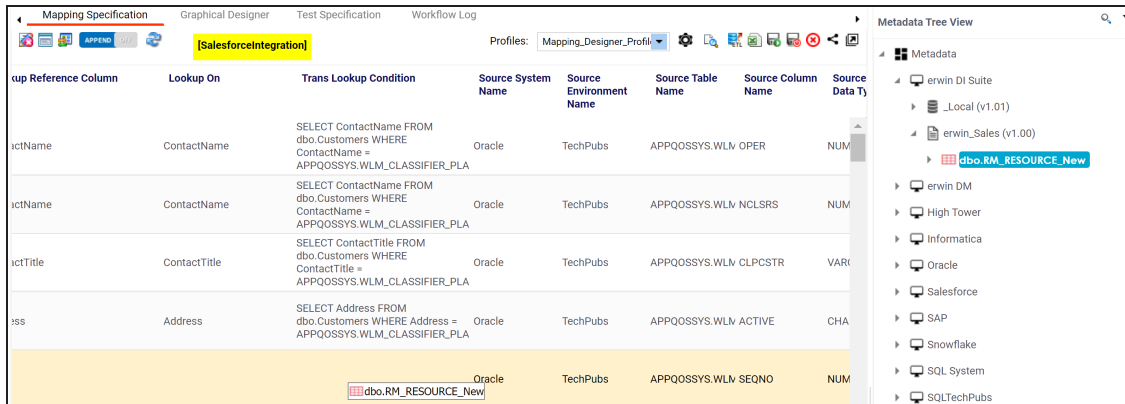 Mapping Specification Graphical Designer Test Specification Workflow Log
APPEND OFF
[SalesforceIntegration]
Profiles: Mapping_Designer_Profil
kup Reference Column Lookup On Trans Lookup Condition Source System Name Source Environment Name Source Table Name Source Column Name Source Data Ty
SELECT ContactName FROM
dbo.Customers WHERE
ContactName =
APPQOSSYS.WLM_CLASSIFIER_PLA
actName ContactName Oracle TechPubs APPQOSSYS.WLM OPER NUM
SELECT ContactName FROM
dbo.Customers WHERE
ContactName =
APPQOSSYS.WLM_CLASSIFIER_PLA
actName ContactName Oracle TechPubs APPQOSSYS.WLM NCLSRS NUM
SELECT ContactTitle FROM
dbo.Customers WHERE
ContactTitle =
APPQOSSYS.WLM_CLASSIFIER_PLA
actTitle ContactTitle Oracle TechPubs APPQOSSYS.WLM CLPCSTR VARC
SELECT Address FROM
dbo.Customers WHERE Address =
APPQOSSYS.WLM_CLASSIFIER_PLA
ess Address Oracle TechPubs APPQOSSYS.WLM ACTIVE CHA
Oracle TechPubs APPQOSSYS.WLM SEQNO NUM
dbo.RM_RESOURCE_New
Metadata Tree View
Metadata
erwin DI Suite
_Local (v1.01)
erwin_Sales (v1.00)
dbo.RM_RESOURCE_New
erwin DM
High Tower
Informatica
Oracle
Salesforce
SAP
Snowflake
SQL System
SQLTechPubs